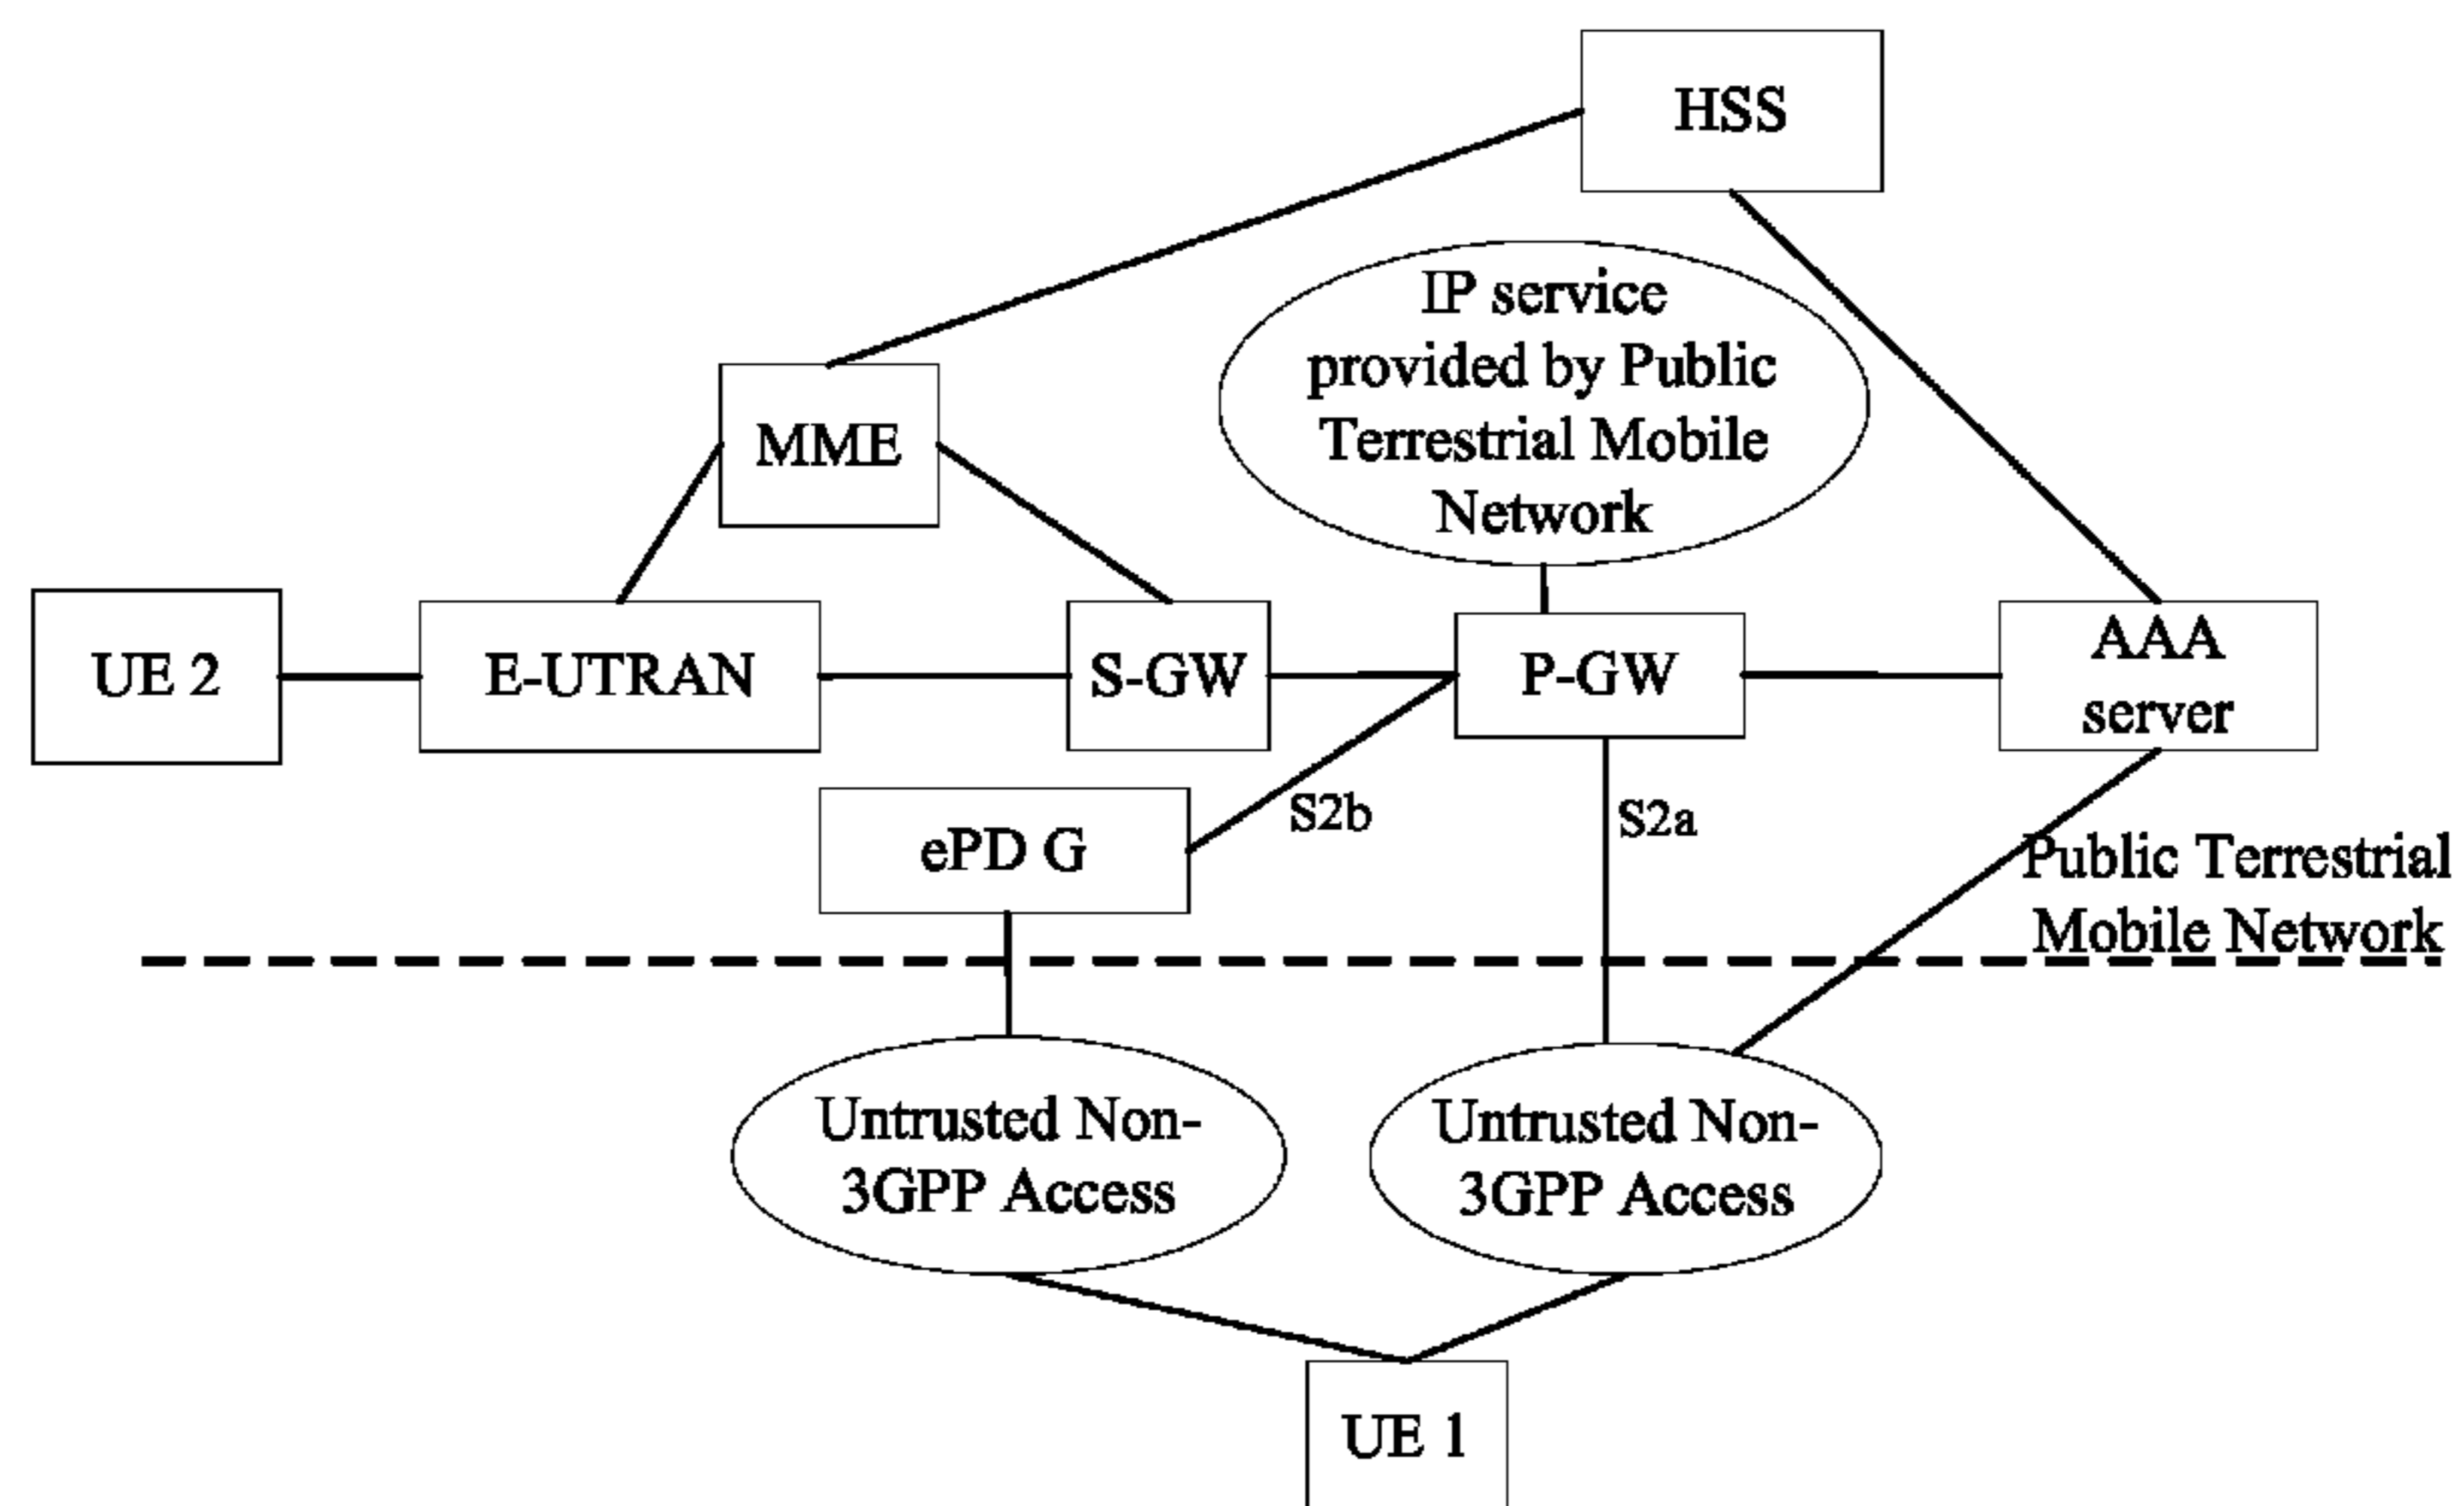 HSS
IP service
provided by Public
Terrestrial Mobile
Network
MME
UE 2
E-UTRAN
S-GW
P-GW
AAA
server
ePD G
S2b
S2a
Public Terrestrial
Mobile Network
Untrusted Non-
3GPP Access
Untrusted Non-
3GPP Access
UE 1